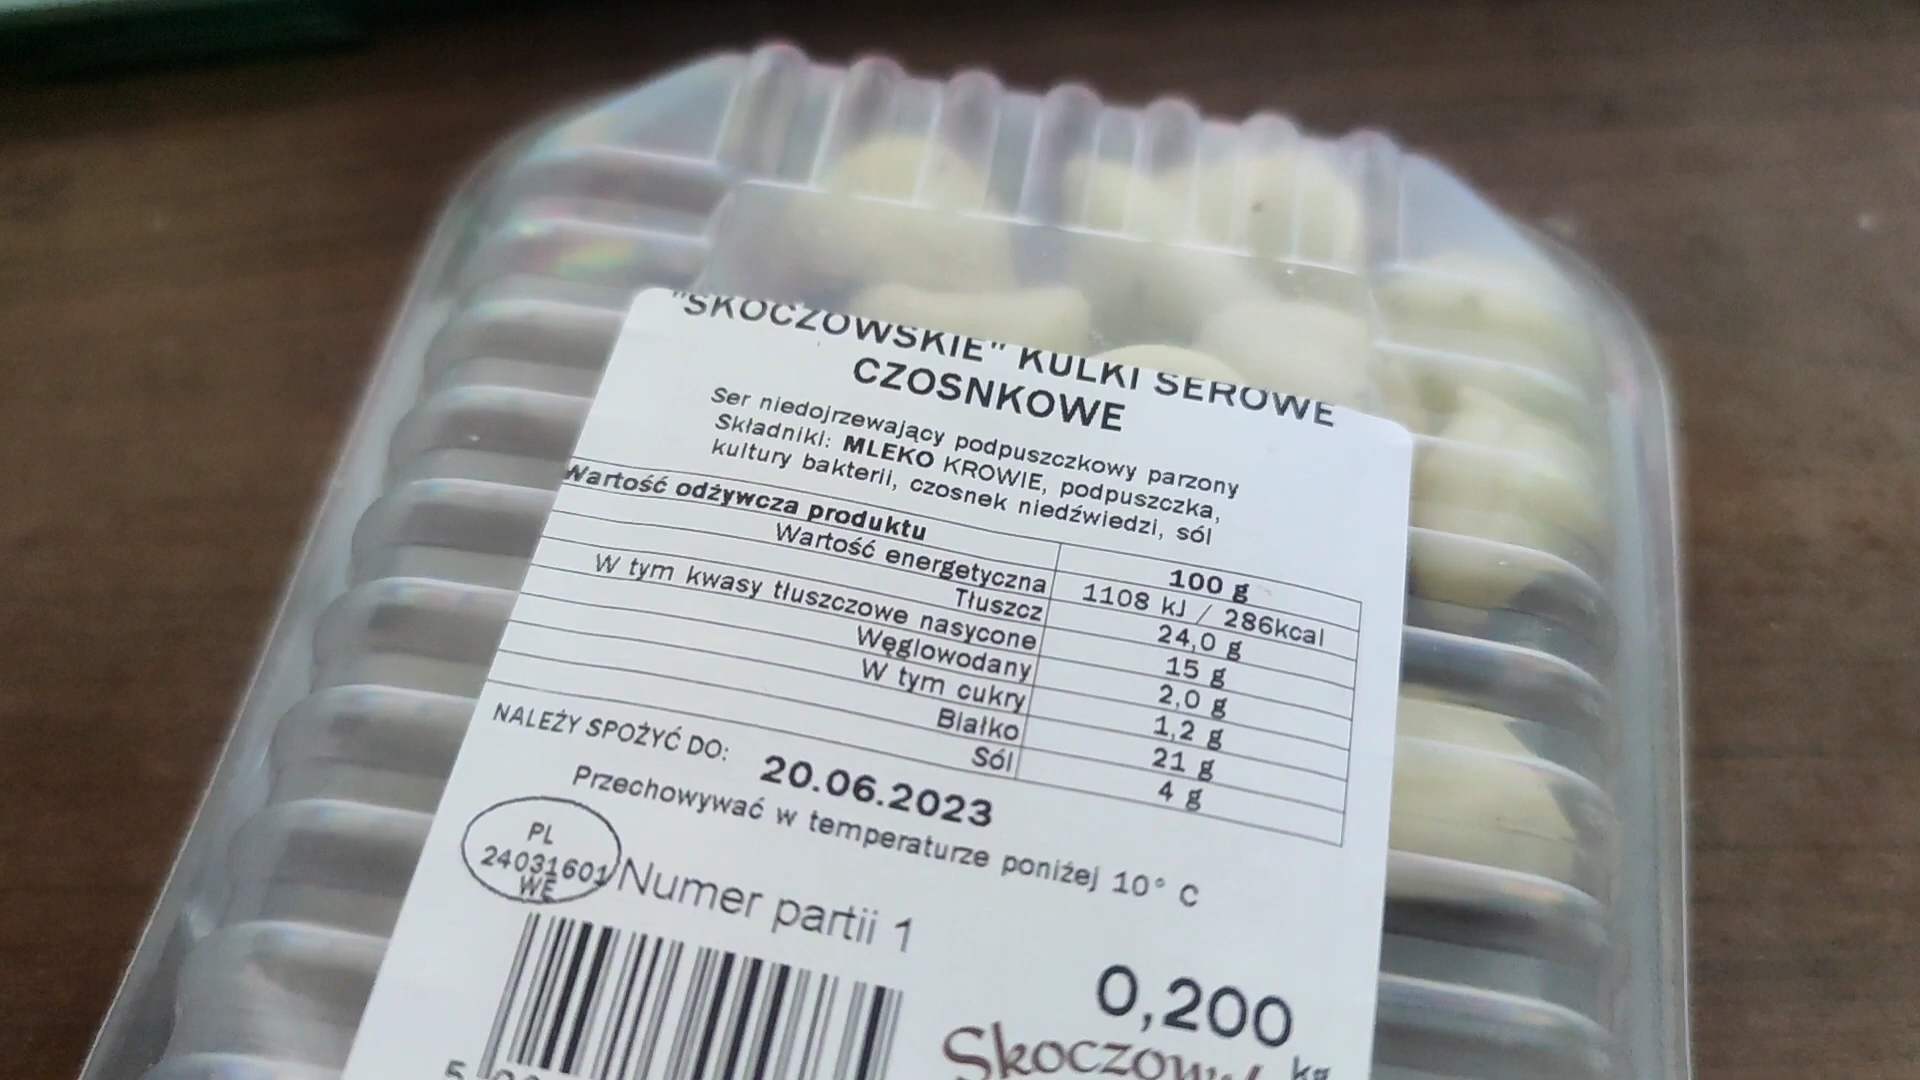 "SKOCZOWSKIE" KULKI SEROWE
CZOSNKOWE
Ser niedojrzewający podpuszczkowy parzony
Składniki: MLEKO KROWIE, podpuszczka,
kultury bakterii, czosnek niedźwiedzi, sól
Wartość odżywcza produktu 100 g
Wartość energetyczna 1108 kJ / 286kcal
Tłuszcz 24,0 g
W tym kwasy tłuszczowe nasycone 15 g
Węglowodany 2,0 g
W tym cukry 1,2 g
Białko 21 g
Sól 4 g
NALEŻY SPOŻYĆ DO: 20.06.2023
Przechowywać w temperaturze poniżej 10° C
PL
24031601
WE
Numer partii 1
0,200
kg